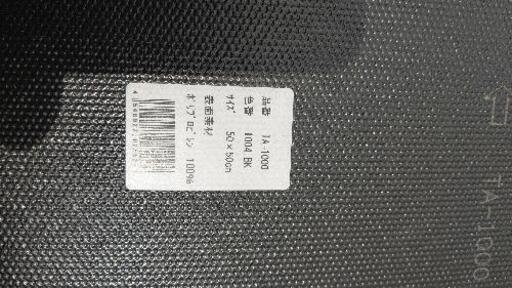 品番 TA-1000
色番 1004 BK
サイズ 50×50cm
表面素材
ポリプロピレン 100%
TA-1000